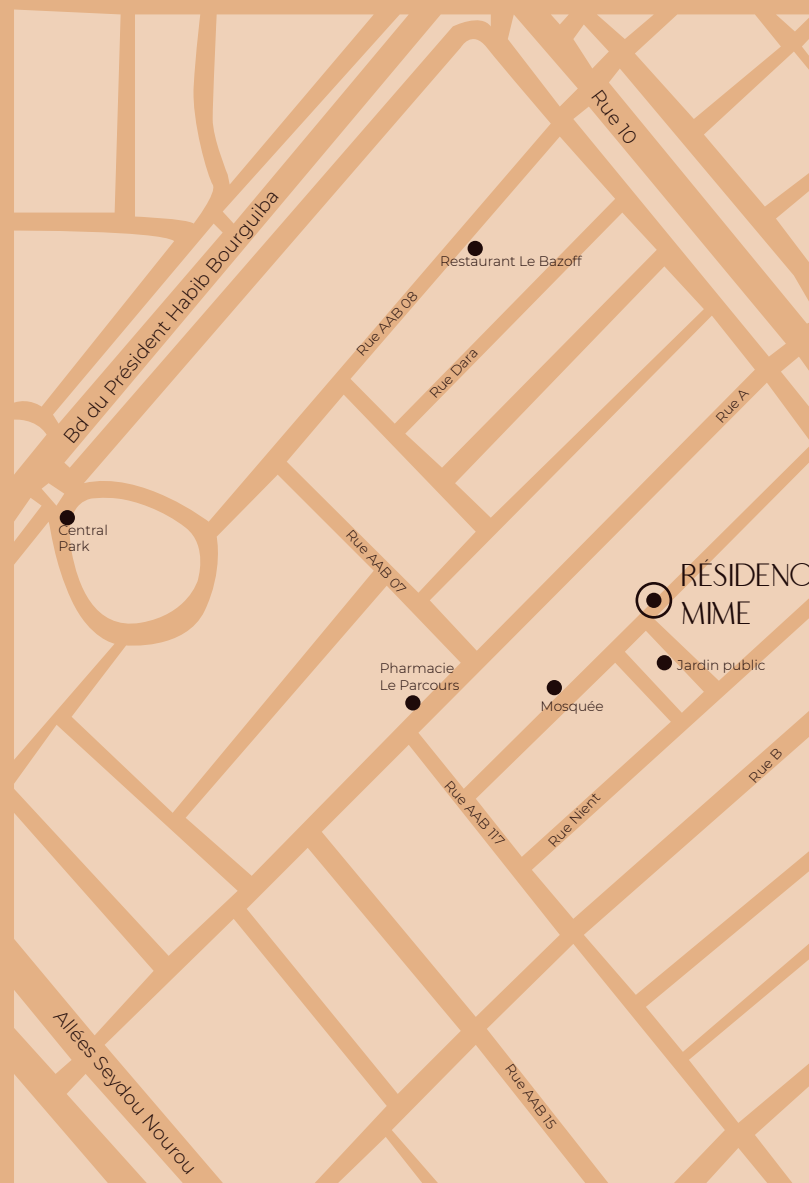 Rue 10
Bd du Président Habib Bourguiba
Restaurant Le Bazoff
Rue AAB 08
Rue Dara
Rue A
Central
Park
Rue AAB 07
RÉSIDENC
MIME
Jardin public
Pharmacie
Le Parcours
Mosquée
Rue B
Rue AAB 117
Rue Nient
Allées Seydou Nourou
Rue AAB 15